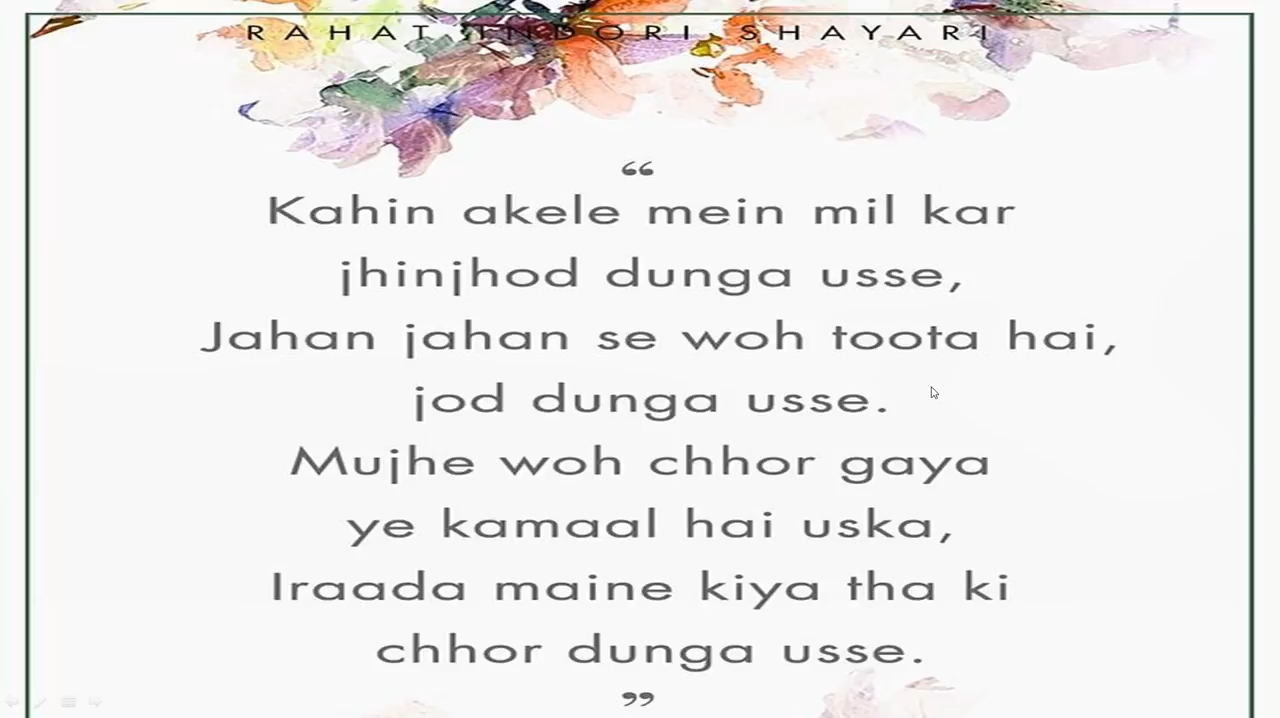 RAHAT INDORI SHAYARI
“
Kahin akele mein mil kar
jhinjhod dunga usse,
Jahan jahan se woh toota hai,
jod dunga usse.
Mujhe woh chhor gaya
ye kamaal hai uska,
Iraada maine kiya tha ki
chhor dunga usse.
”